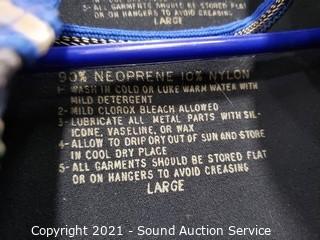 ALL GARMENTS SHOULD BE STORED FLAT
OR ON HANGERS TO AVOID CREASING
LARGE
90% NEOPRENE 10% NYLON
1- WASH IN COLD OR LUKE WARM WATER WITH
MILD DETERGENT
2- MILD CLOROX BLEACH ALLOWED
3- LUBRICATE ALL METAL PARTS WITH SIL-
ICONE, VASELINE, OR WAX
4- ALLOW TO DRIP DRY OUT OF SUN AND STORE
IN COOL DRY PLACE
5- ALL GARMENTS SHOULD BE STORED FLAT
OR ON HANGERS TO AVOID CREASING
LARGE
Copyright 2021 - Sound Auction Service